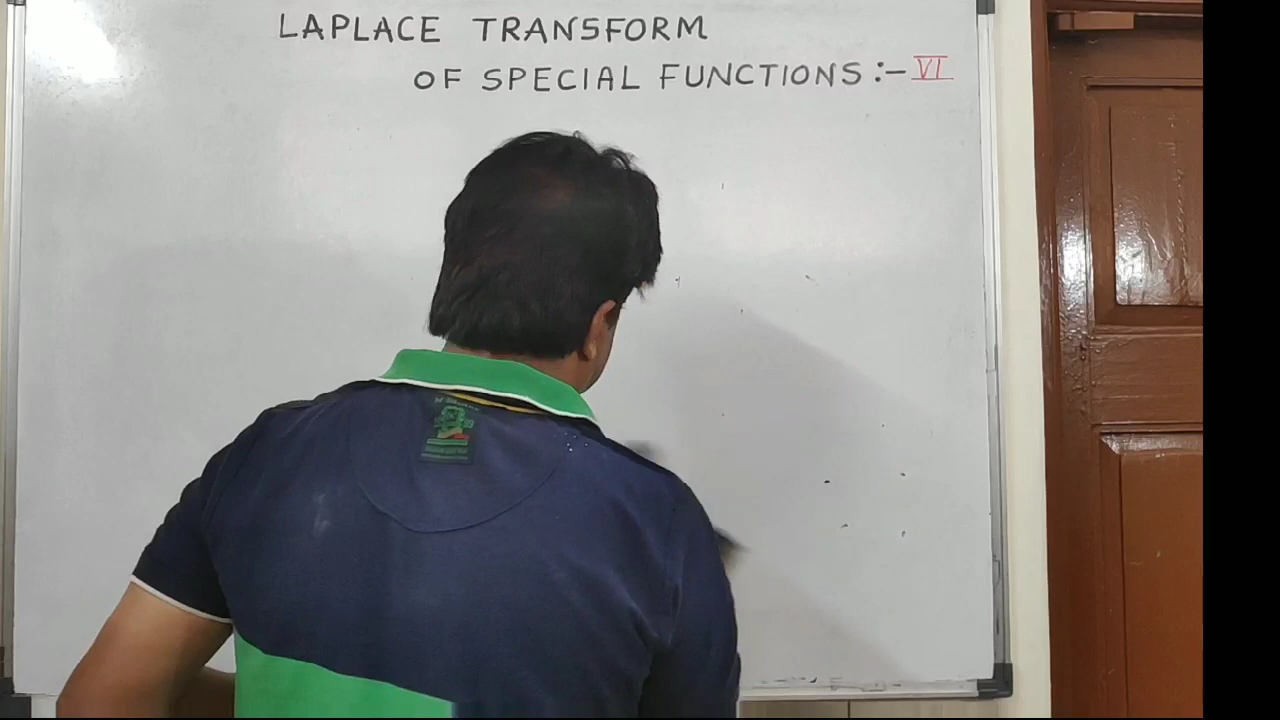 LAPLACE TRANSFORM
OF SPECIAL FUNCTIONS :- VI